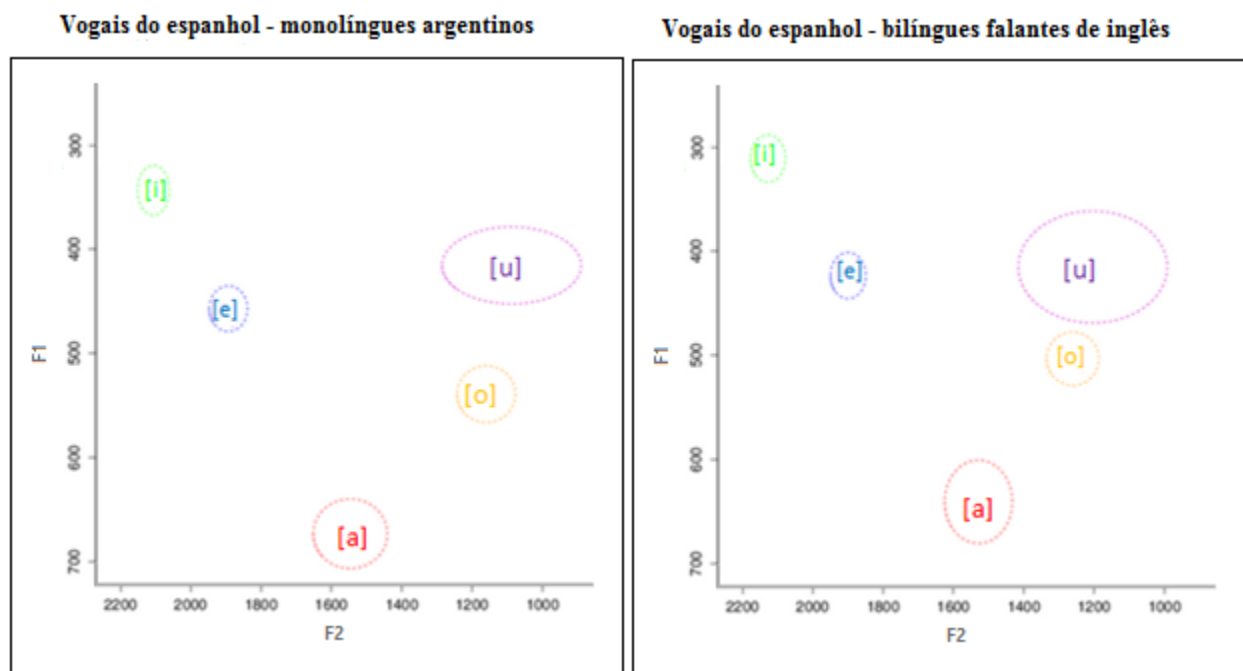 Vogais do espanhol - monolíngues argentinos
300
400
500
600
700
F1
[i]
[e]
[u]
[o]
[a]
2200 2000 1800 1600 1400 1200 1000
F2
Vogais do espanhol - bilíngues falantes de inglês
300
400
500
600
700
F1
[i]
[e]
[u]
[o]
[a]
2200 2000 1800 1600 1400 1200 1000
F2